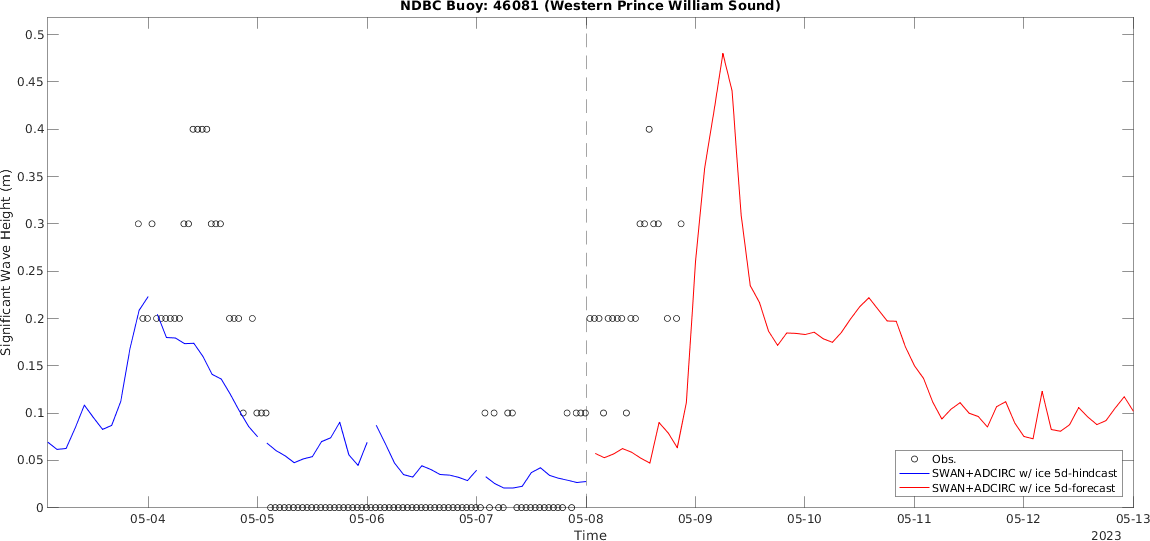 NDBC Buoy: 46081 (Western Prince William Sound)
0.5
0.45
0.4
0.35
0.3
0.25
0.2
0.15
0.1
0.05
0
Significant Wave Height (m)
Obs.
SWAN+ADCIRC w/ ice 5d-hindcast
SWAN+ADCIRC w/ ice 5d-forecast
05-04 05-05 05-06 05-07 05-08 05-09 05-10 05-11 05-12 05-13
Time
2023